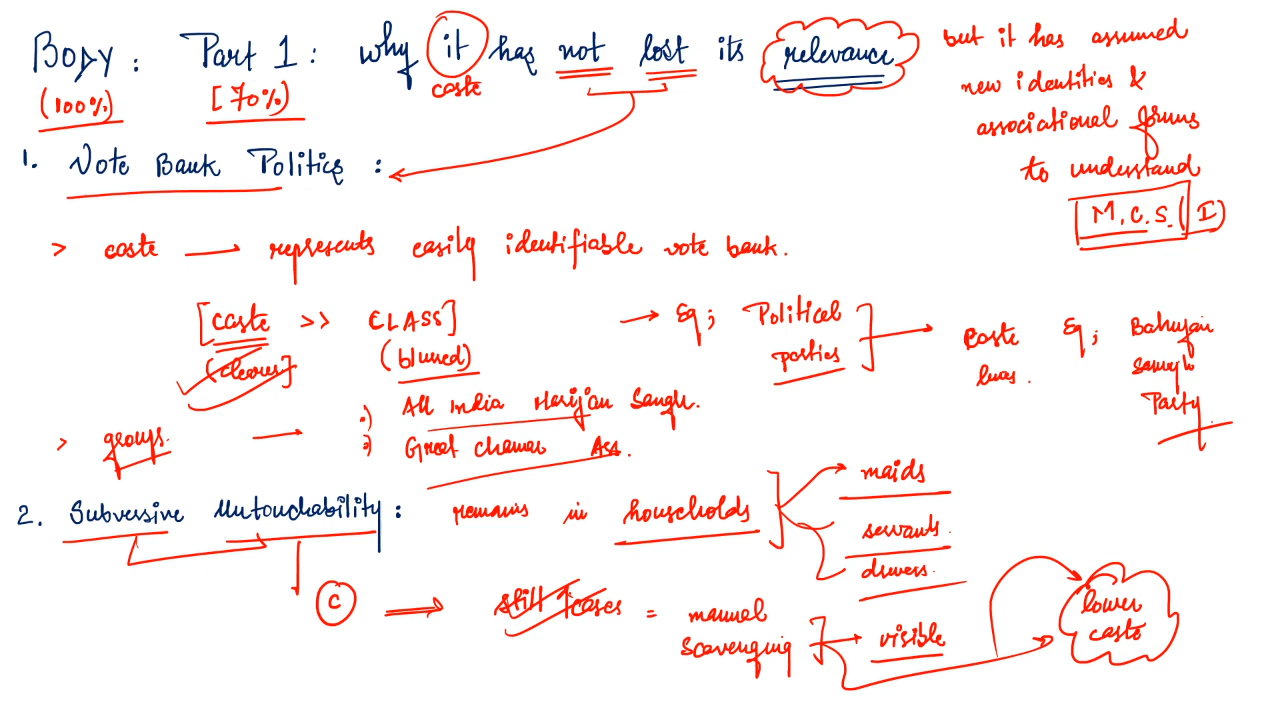 Body: Part 1: why it has not lost its relevance
(100%) [70%] caste
but it has assumed
new identities &
associational forms
to understand
M.C.S.(I)
1. Vote Bank Politics:
> caste → represents easily identifiable vote bank.
[caste >> CLASS] → Eg; Political parties] → caste lines. Eg; Bahujan Samaj Party
(blurred)
> groups. → 1) All India Harijan Sangh.
2) Great Chamar Ass.
2. Subversive Untouchability: remains in households] maids
servants.
drivers.
(C) ⇒ still cases = manual scavenging] → visible
lower caste